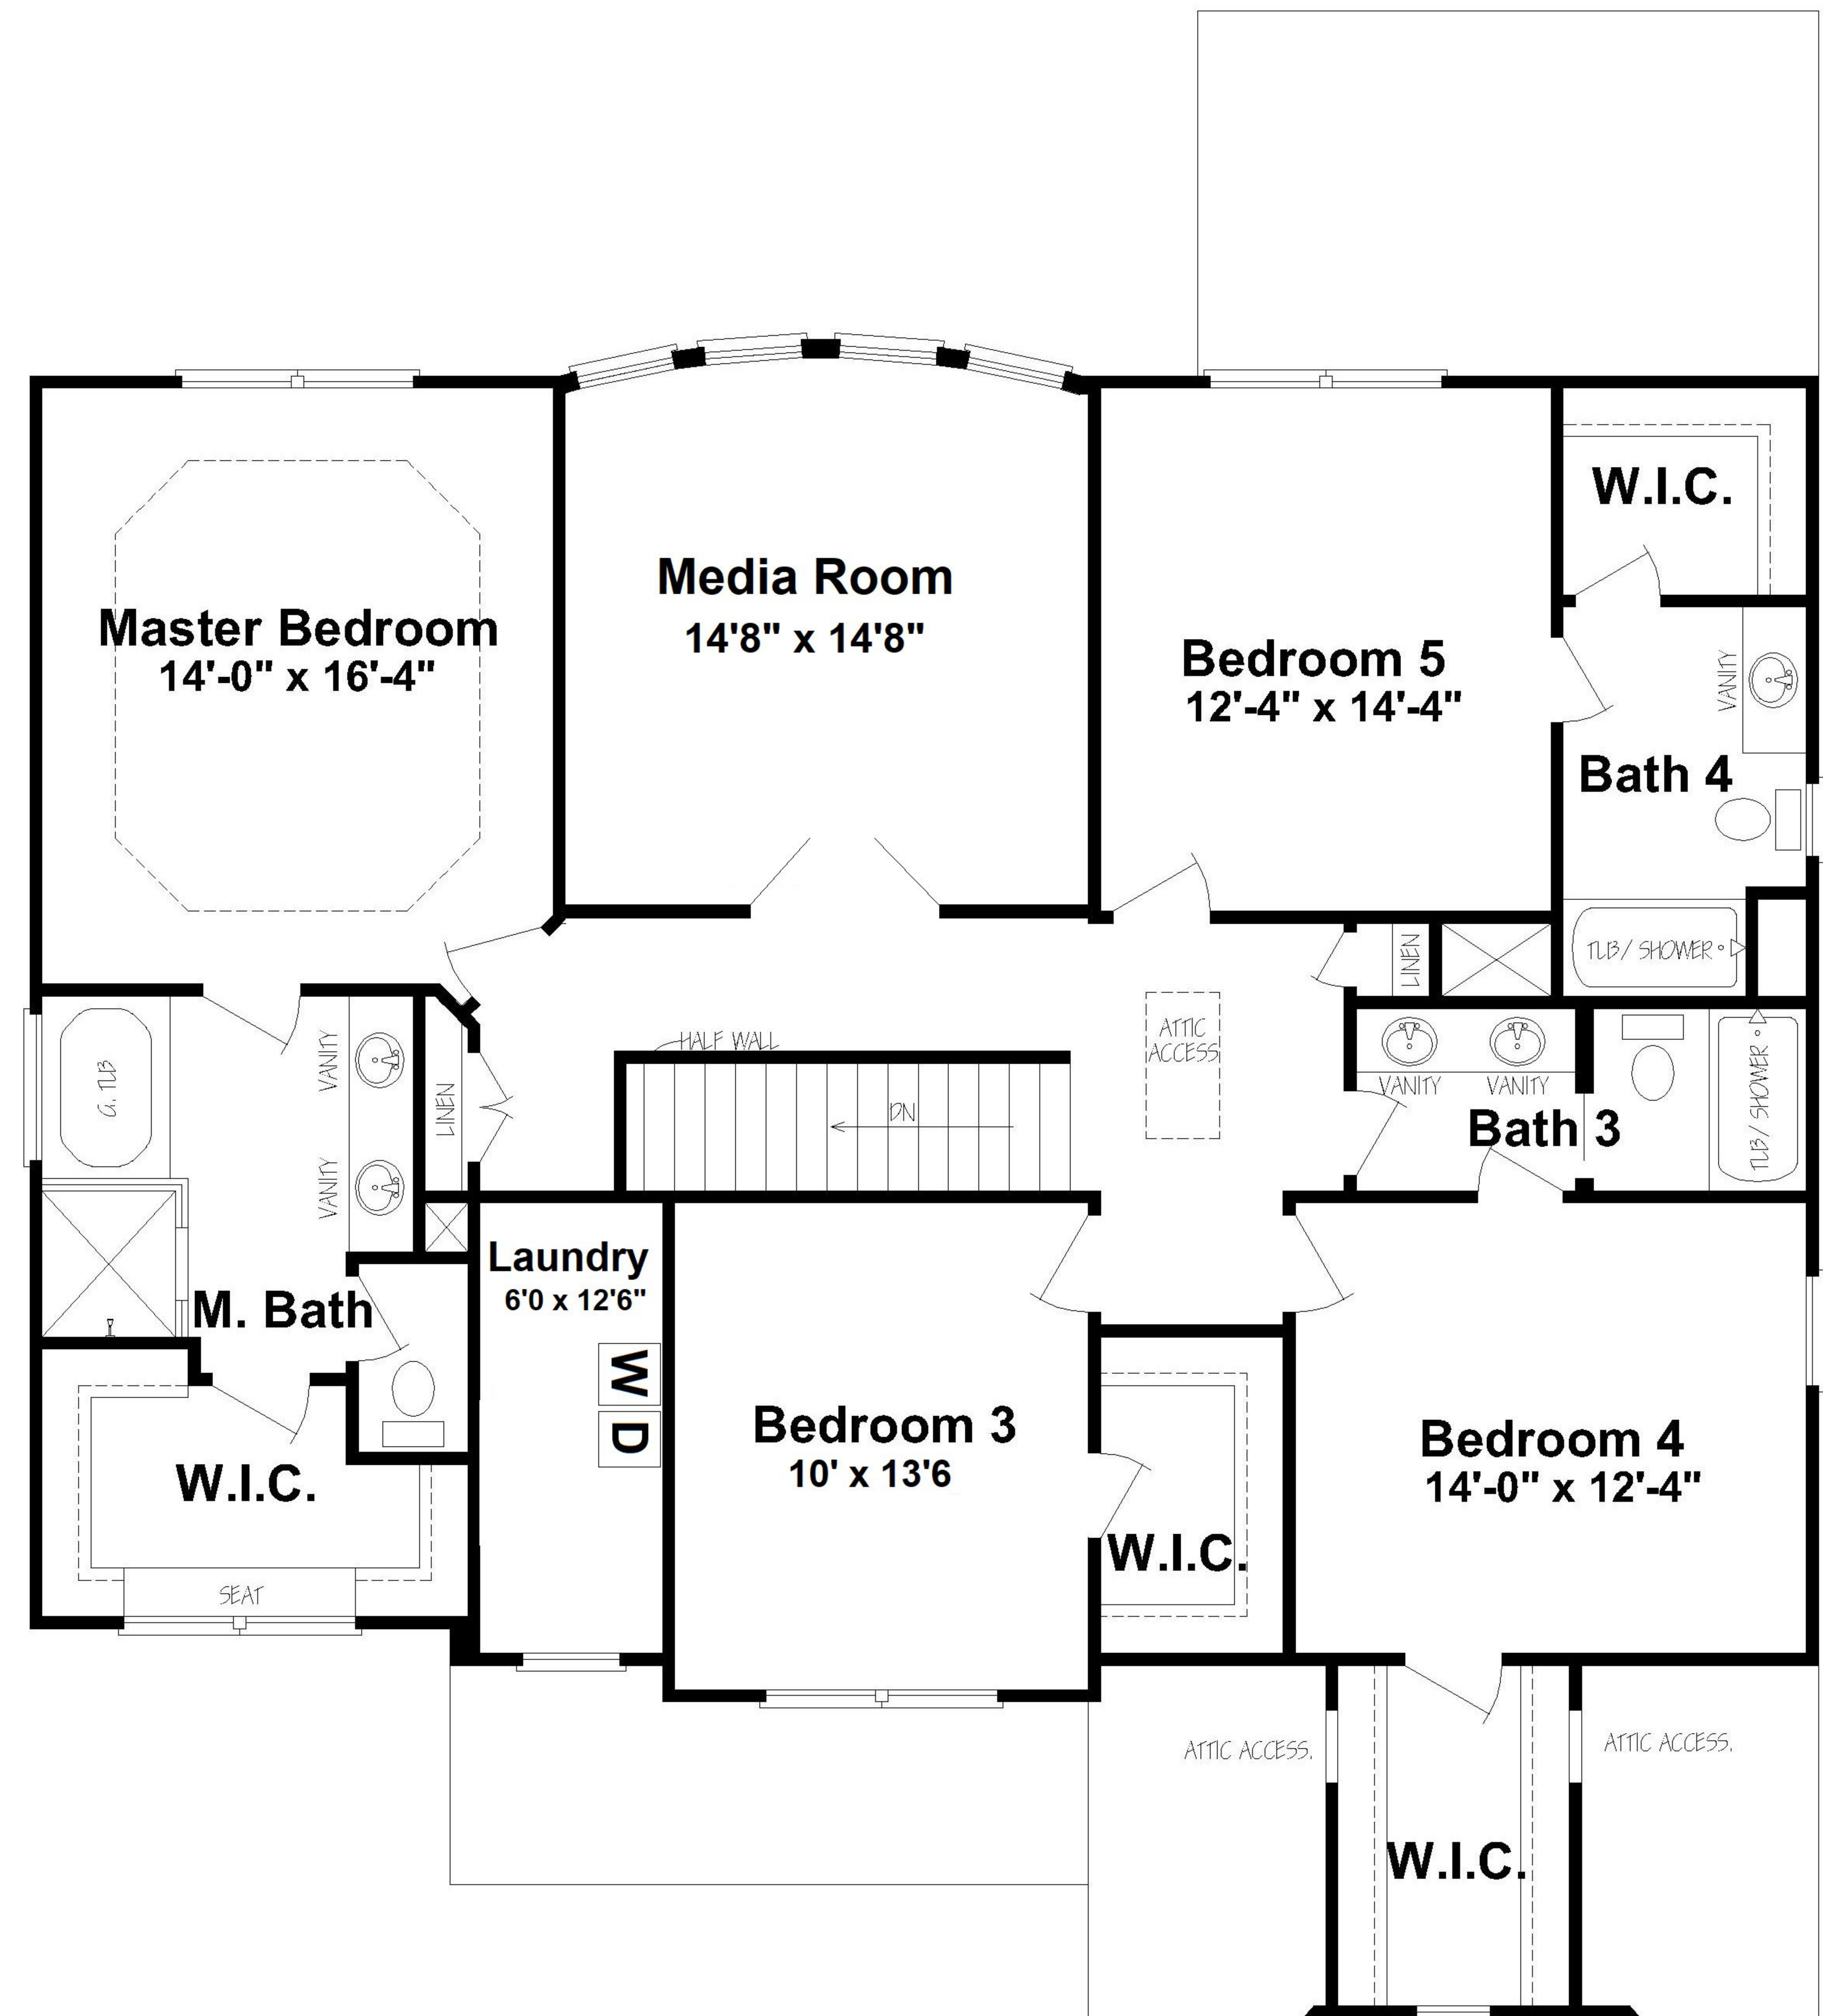 W.I.C.
Media Room
14'8" x 14'8"
Master Bedroom
14'-0" x 16'-4"
Bedroom 5
12'-4" x 14'-4"
VANITY
Bath 4
TUB/ SHOWER
LINEN
ATTIC
ACCESS
HALF WALL
DN
VANITY
VANITY
Bath 3
TUB/ SHOWER
G. TUB
VANITY
VANITY
LINEN
M. Bath
Laundry
6'0 x 12'6"
W
D
Bedroom 3
10' x 13'6
W.I.C.
Bedroom 4
14'-0" x 12'-4"
W.I.C.
SEAT
ATTIC ACCESS.
ATTIC ACCESS.
W.I.C.